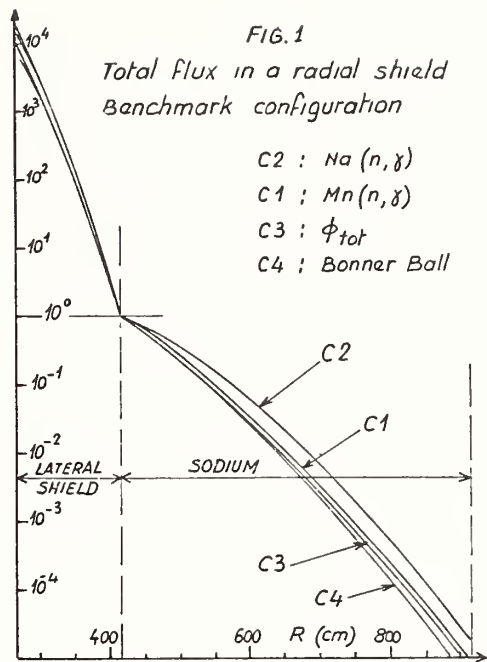 FIG. 1
Total flux in a radial shield
Benchmark configuration
C2 : Na (n, γ)
C1 : Mn (n, γ)
C3 : ϕtot
C4 : Bonner Ball
10⁴
10³
10²
10¹
10⁰
10⁻¹
10⁻²
10⁻³
10⁻⁴
C2
C1
C3
C4
LATERAL
SHIELD
SODIUM
400 600 R (cm) 800